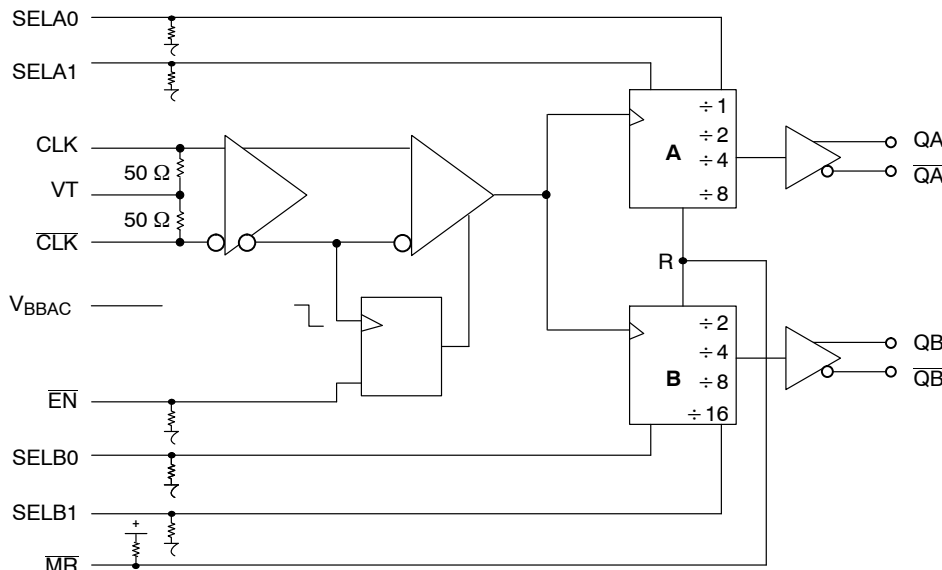 SELA0
SELA1
CLK
50 Ω
VT
50 Ω
CLK
VBBAC
EN
SELB0
SELB1
+
MR
A
÷1
÷2
÷4
÷8
R
B
÷2
÷4
÷8
÷16
QA
QA
QB
QB